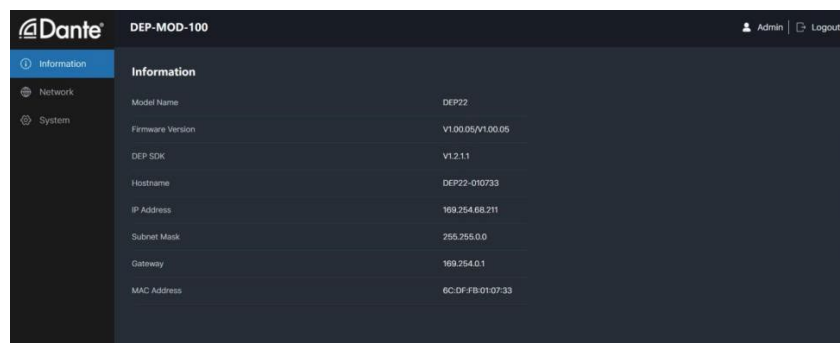 Dante® DEP-MOD-100 Admin | Logout
Information
Network
System
Information
Model Name DEP22
Firmware Version V1.00.05/V1.00.05
DEP SDK V1.2.1.1
Hostname DEP22-010733
IP Address 169.254.68.211
Subnet Mask 255.255.0.0
Gateway 169.254.0.1
MAC Address 6C:DF:FB:01:07:33